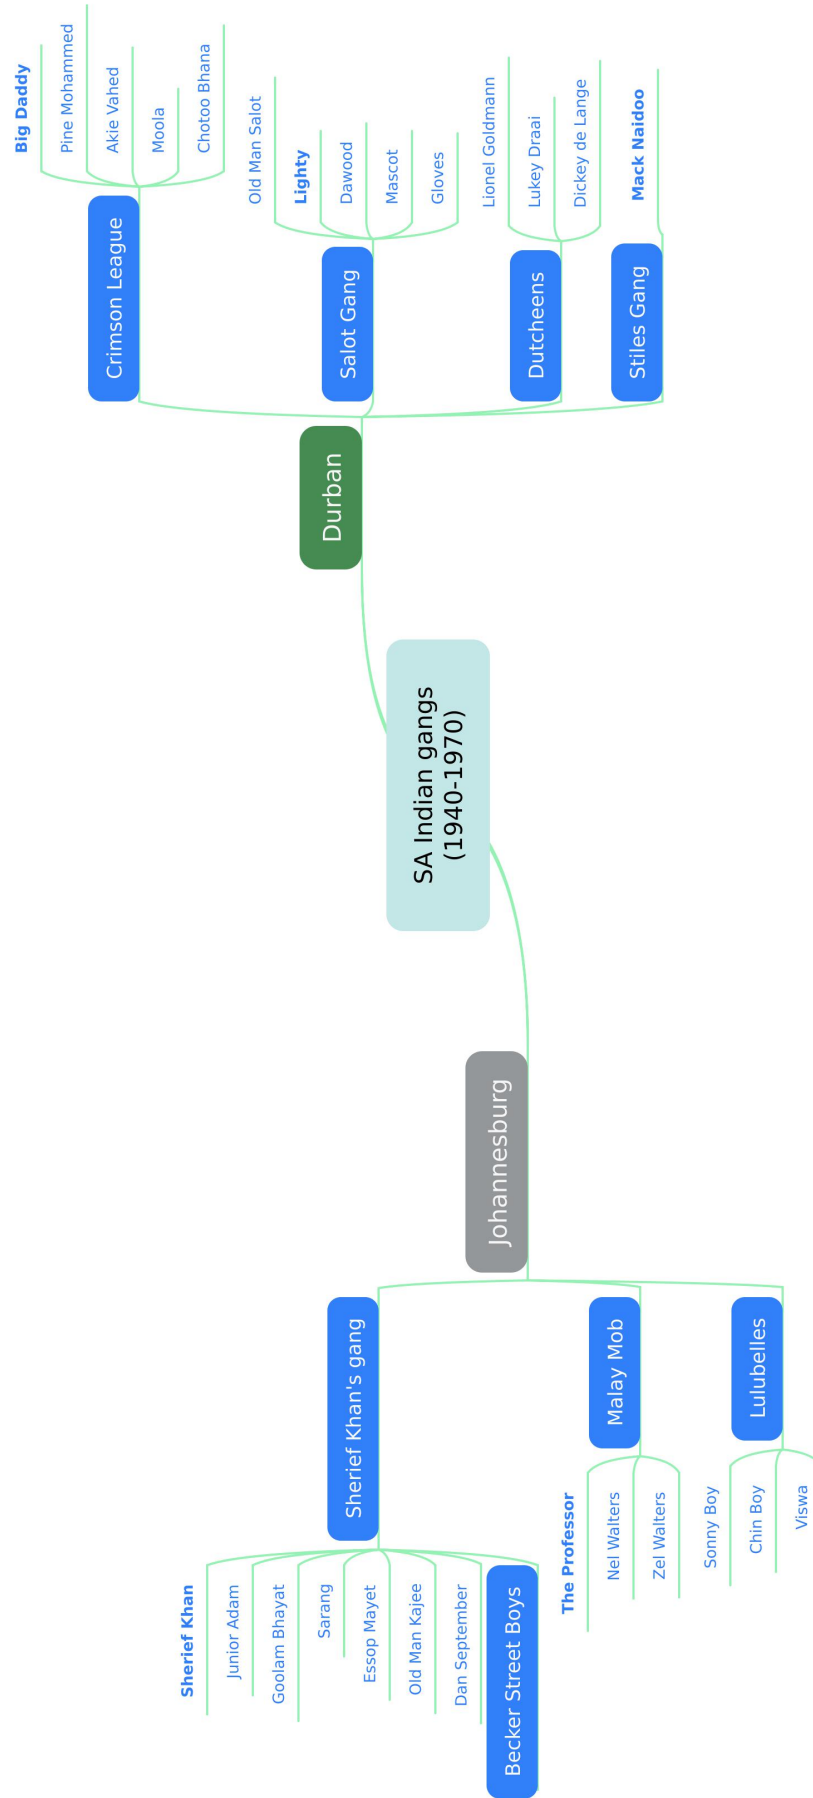 SA Indian gangs
(1940-1970)
Durban
Crimson League
Big Daddy
Pine Mohammed
Akie Vahed
Moola
Chotoo Bhana
Salot Gang
Old Man Salot
Lighty
Dawood
Mascot
Gloves
Dutcheens
Lionel Goldmann
Lukey Draai
Dickey de Lange
Stiles Gang
Mack Naidoo
Johannesburg
Sherief Khan's gang
Sherief Khan
Junior Adam
Goolam Bhayat
Sarang
Essop Mayet
Old Man Kajee
Dan September
Becker Street Boys
Malay Mob
The Professor
Nel Walters
Zel Walters
Lulubelles
Sonny Boy
Chin Boy
Viswa